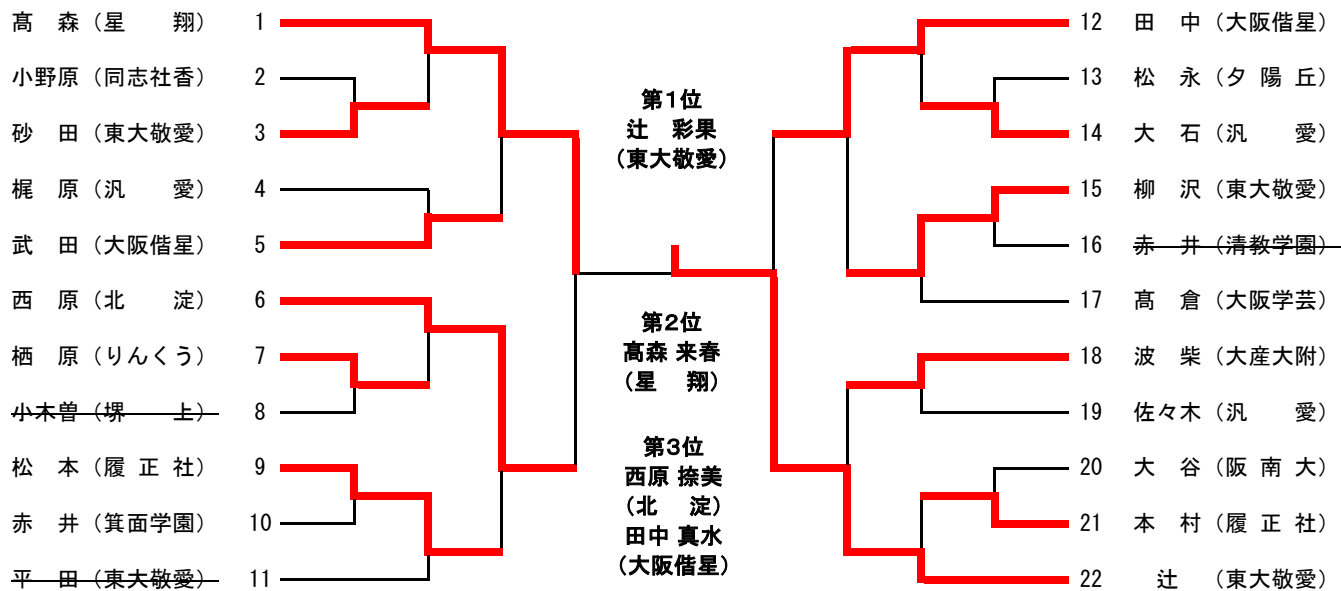 髙　森（星　　翔） 1
小野原（同志社香） 2
砂　田（東大敬愛） 3
梶　原（汎　　愛） 4
武　田（大阪偕星） 5
西　原（北　　淀） 6
栖　原（りんくう） 7
小木曽（堺　　上） 8
松　本（履 正 社） 9
赤　井（箕面学園） 10
平　田（東大敬愛） 11
第1位
辻　彩果
（東大敬愛）
第2位
髙森 来春
（星　翔）
第3位
西原 捺美
（北　淀）
田中 真水
（大阪偕星）
12 田　中（大阪偕星）
13 松　永（夕 陽 丘）
14 大　石（汎　　愛）
15 柳　沢（東大敬愛）
16 赤　井（清教学園）
17 髙　倉（大阪学芸）
18 波　柴（大産大附）
19 佐々木（汎　　愛）
20 大　谷（阪 南 大）
21 本　村（履 正 社）
22 辻　（東大敬愛）